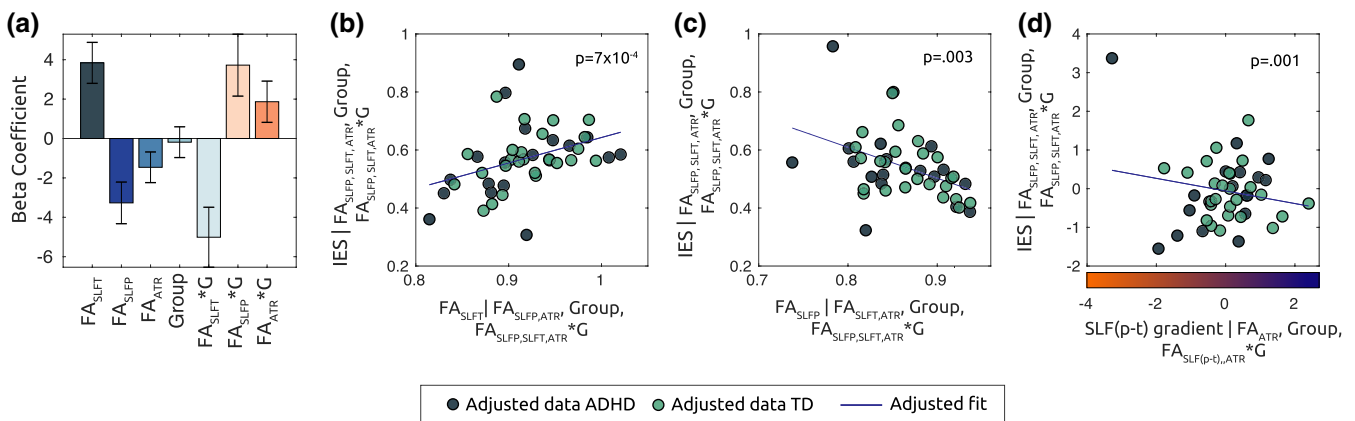 (a)
Beta Coefficient
4
2
0
-2
-4
-6
FA_SLFT
FA_SLFP
FA_ATR
Group
FA_SLFT*G
FA_SLFP*G
FA_ATR*G
(b)
IES | FA_SLFP, SLFT, ATR, Group,
FA_SLFP, SLFT,ATR*G
1
0.8
0.6
0.4
0.2
p=7x10^-4
0.9 1
FA_SLFT | FA_SLFP,ATR, Group,
FA_SLFP,SLFT,ATR*G
(c)
IES | FA_SLFP, SLFT, ATR, Group,
FA_SLFP, SLFT,ATR*G
1
0.8
0.6
0.4
0.2
p=.003
0.7 0.8 0.9
FA_SLFP | FA_SLFT,ATR, Group,
FA_SLFP,SLFT,ATR*G
(d)
IES | FA_SLFP, SLFT, ATR, Group,
FA_SLFP, SLFT, ATR*G
4
3
2
1
0
-1
-2
p=.001
-4 -2 0 2
SLF(p-t) gradient | FA_ATR, Group,
FA_SLF(p-t),,ATR*G
Adjusted data ADHD Adjusted data TD Adjusted fit